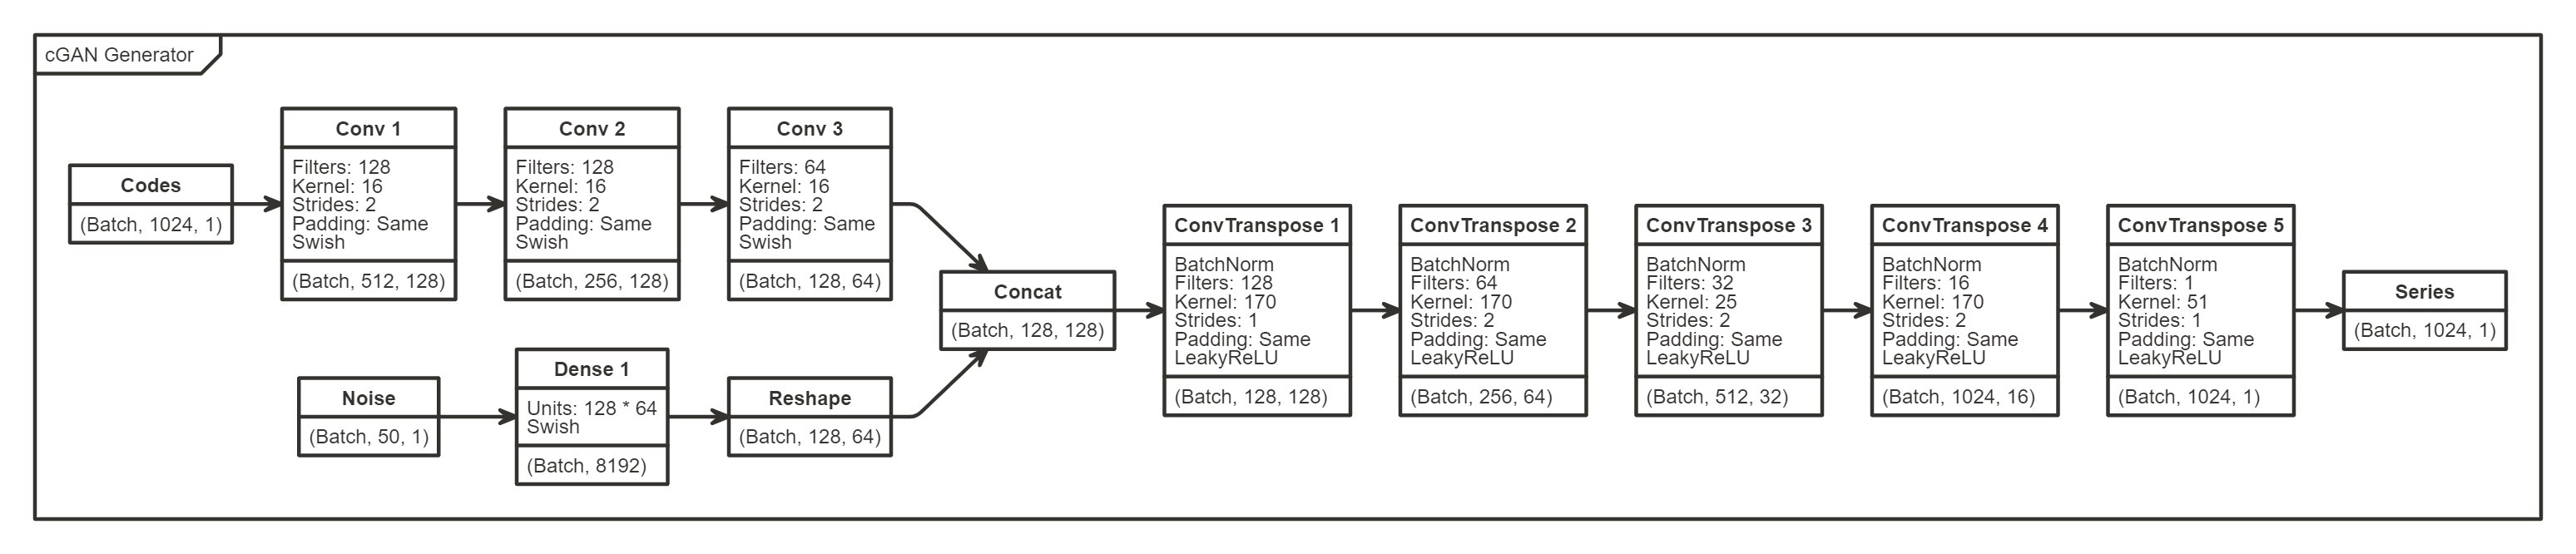 cGAN Generator
Codes
(Batch, 1024, 1)
Conv 1
Filters: 128
Kernel: 16
Strides: 2
Padding: Same
Swish
(Batch, 512, 128)
Conv 2
Filters: 128
Kernel: 16
Strides: 2
Padding: Same
Swish
(Batch, 256, 128)
Conv 3
Filters: 64
Kernel: 16
Strides: 2
Padding: Same
Swish
(Batch, 128, 64)
Noise
(Batch, 50, 1)
Dense 1
Units: 128 * 64
Swish
(Batch, 8192)
Reshape
(Batch, 128, 64)
Concat
(Batch, 128, 128)
ConvTranspose 1
BatchNorm
Filters: 128
Kernel: 170
Strides: 1
Padding: Same
LeakyReLU
(Batch, 128, 128)
ConvTranspose 2
BatchNorm
Filters: 64
Kernel: 170
Strides: 2
Padding: Same
LeakyReLU
(Batch, 256, 64)
ConvTranspose 3
BatchNorm
Filters: 32
Kernel: 25
Strides: 2
Padding: Same
LeakyReLU
(Batch, 512, 32)
ConvTranspose 4
BatchNorm
Filters: 16
Kernel: 170
Strides: 2
Padding: Same
LeakyReLU
(Batch, 1024, 16)
ConvTranspose 5
BatchNorm
Filters: 1
Kernel: 51
Strides: 1
Padding: Same
LeakyReLU
(Batch, 1024, 1)
Series
(Batch, 1024, 1)